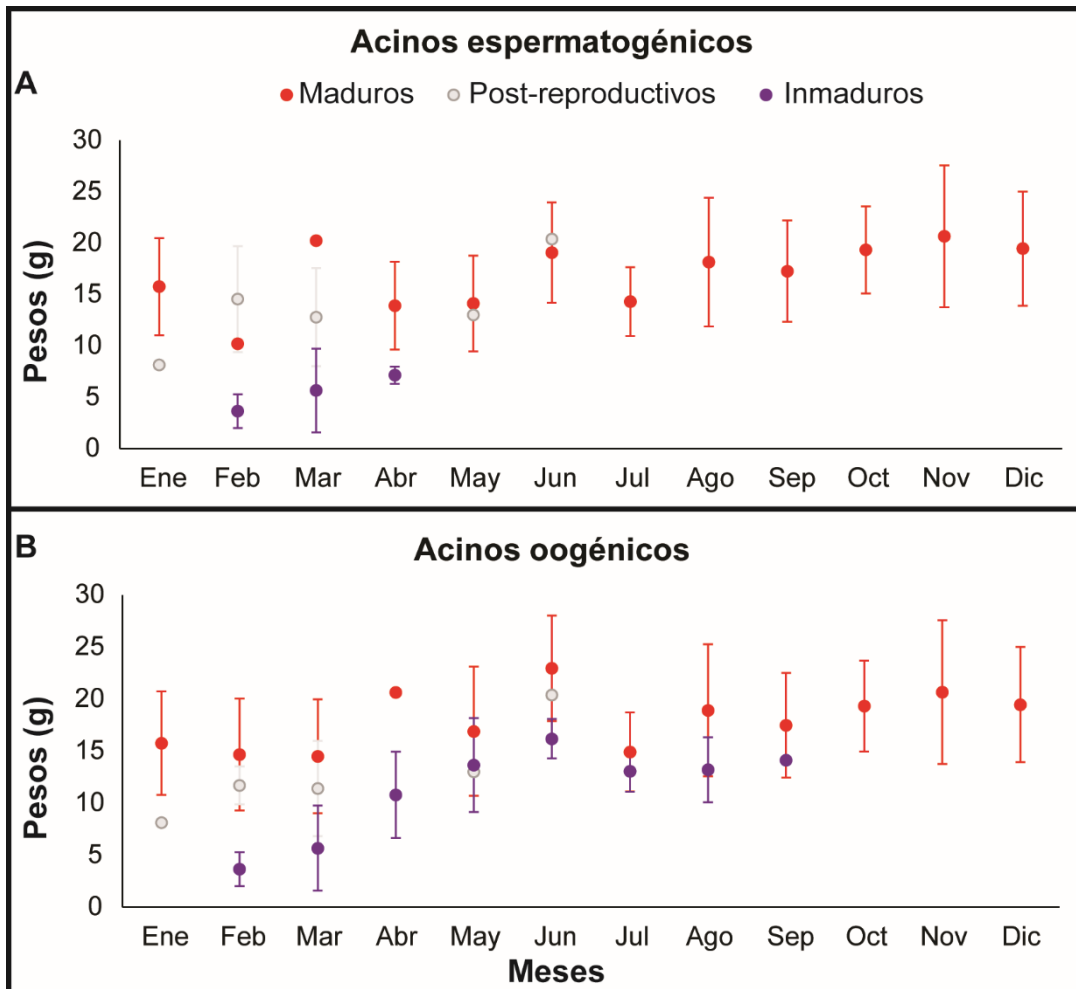 Acinos espermatogénicos
A
Maduros Post-reproductivos Inmaduros
Pesos (g)
30
25
20
15
10
5
0
Ene Feb Mar Abr May Jun Jul Ago Sep Oct Nov Dic
B
Acinos oogénicos
Pesos (g)
30
25
20
15
10
5
0
Ene Feb Mar Abr May Jun Jul Ago Sep Oct Nov Dic
Meses